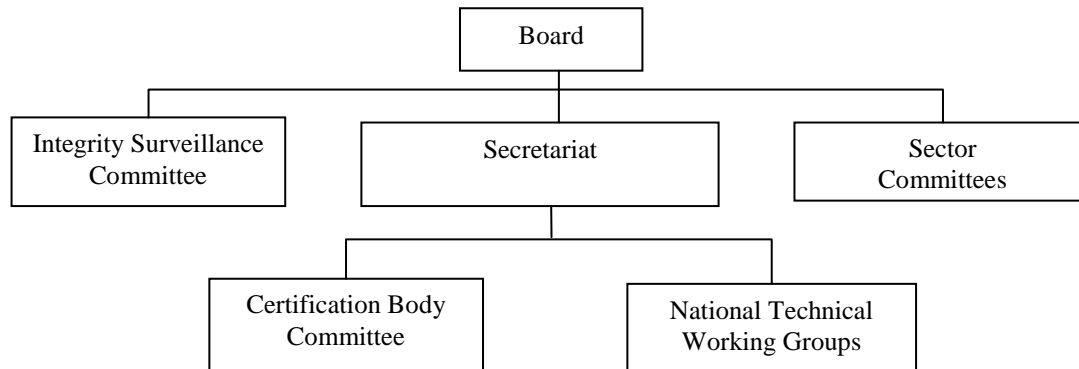 Board
Integrity Surveillance
Committee
Secretariat
Sector
Committees
Certification Body
Committee
National Technical
Working Groups